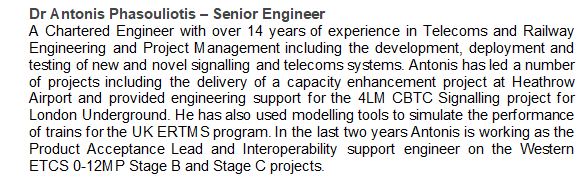 Dr Antonis Phasouliotis – Senior Engineer
A Chartered Engineer with over 14 years of experience in Telecoms and Railway
Engineering and Project Management including the development, deployment and
testing of new and novel signalling and telecoms systems. Antonis has led a number
of projects including the delivery of a capacity enhancement project at Heathrow
Airport and provided engineering support for the 4LM CBTC Signalling project for
London Underground. He has also used modelling tools to simulate the performance
of trains for the UK ERTMS program. In the last two years Antonis is working as the
Product Acceptance Lead and Interoperability support engineer on the Western
ETCS 0-12MP Stage B and Stage C projects.